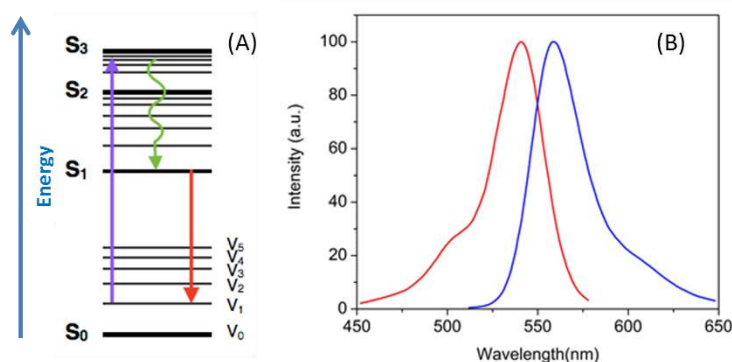 Energy
(A)
S3
S2
S1
V5
V4
V3
V2
V1
S0
V0
(B)
Intensity (a.u.)
100
80
60
40
20
0
450 500 550 600 650
Wavelength(nm)